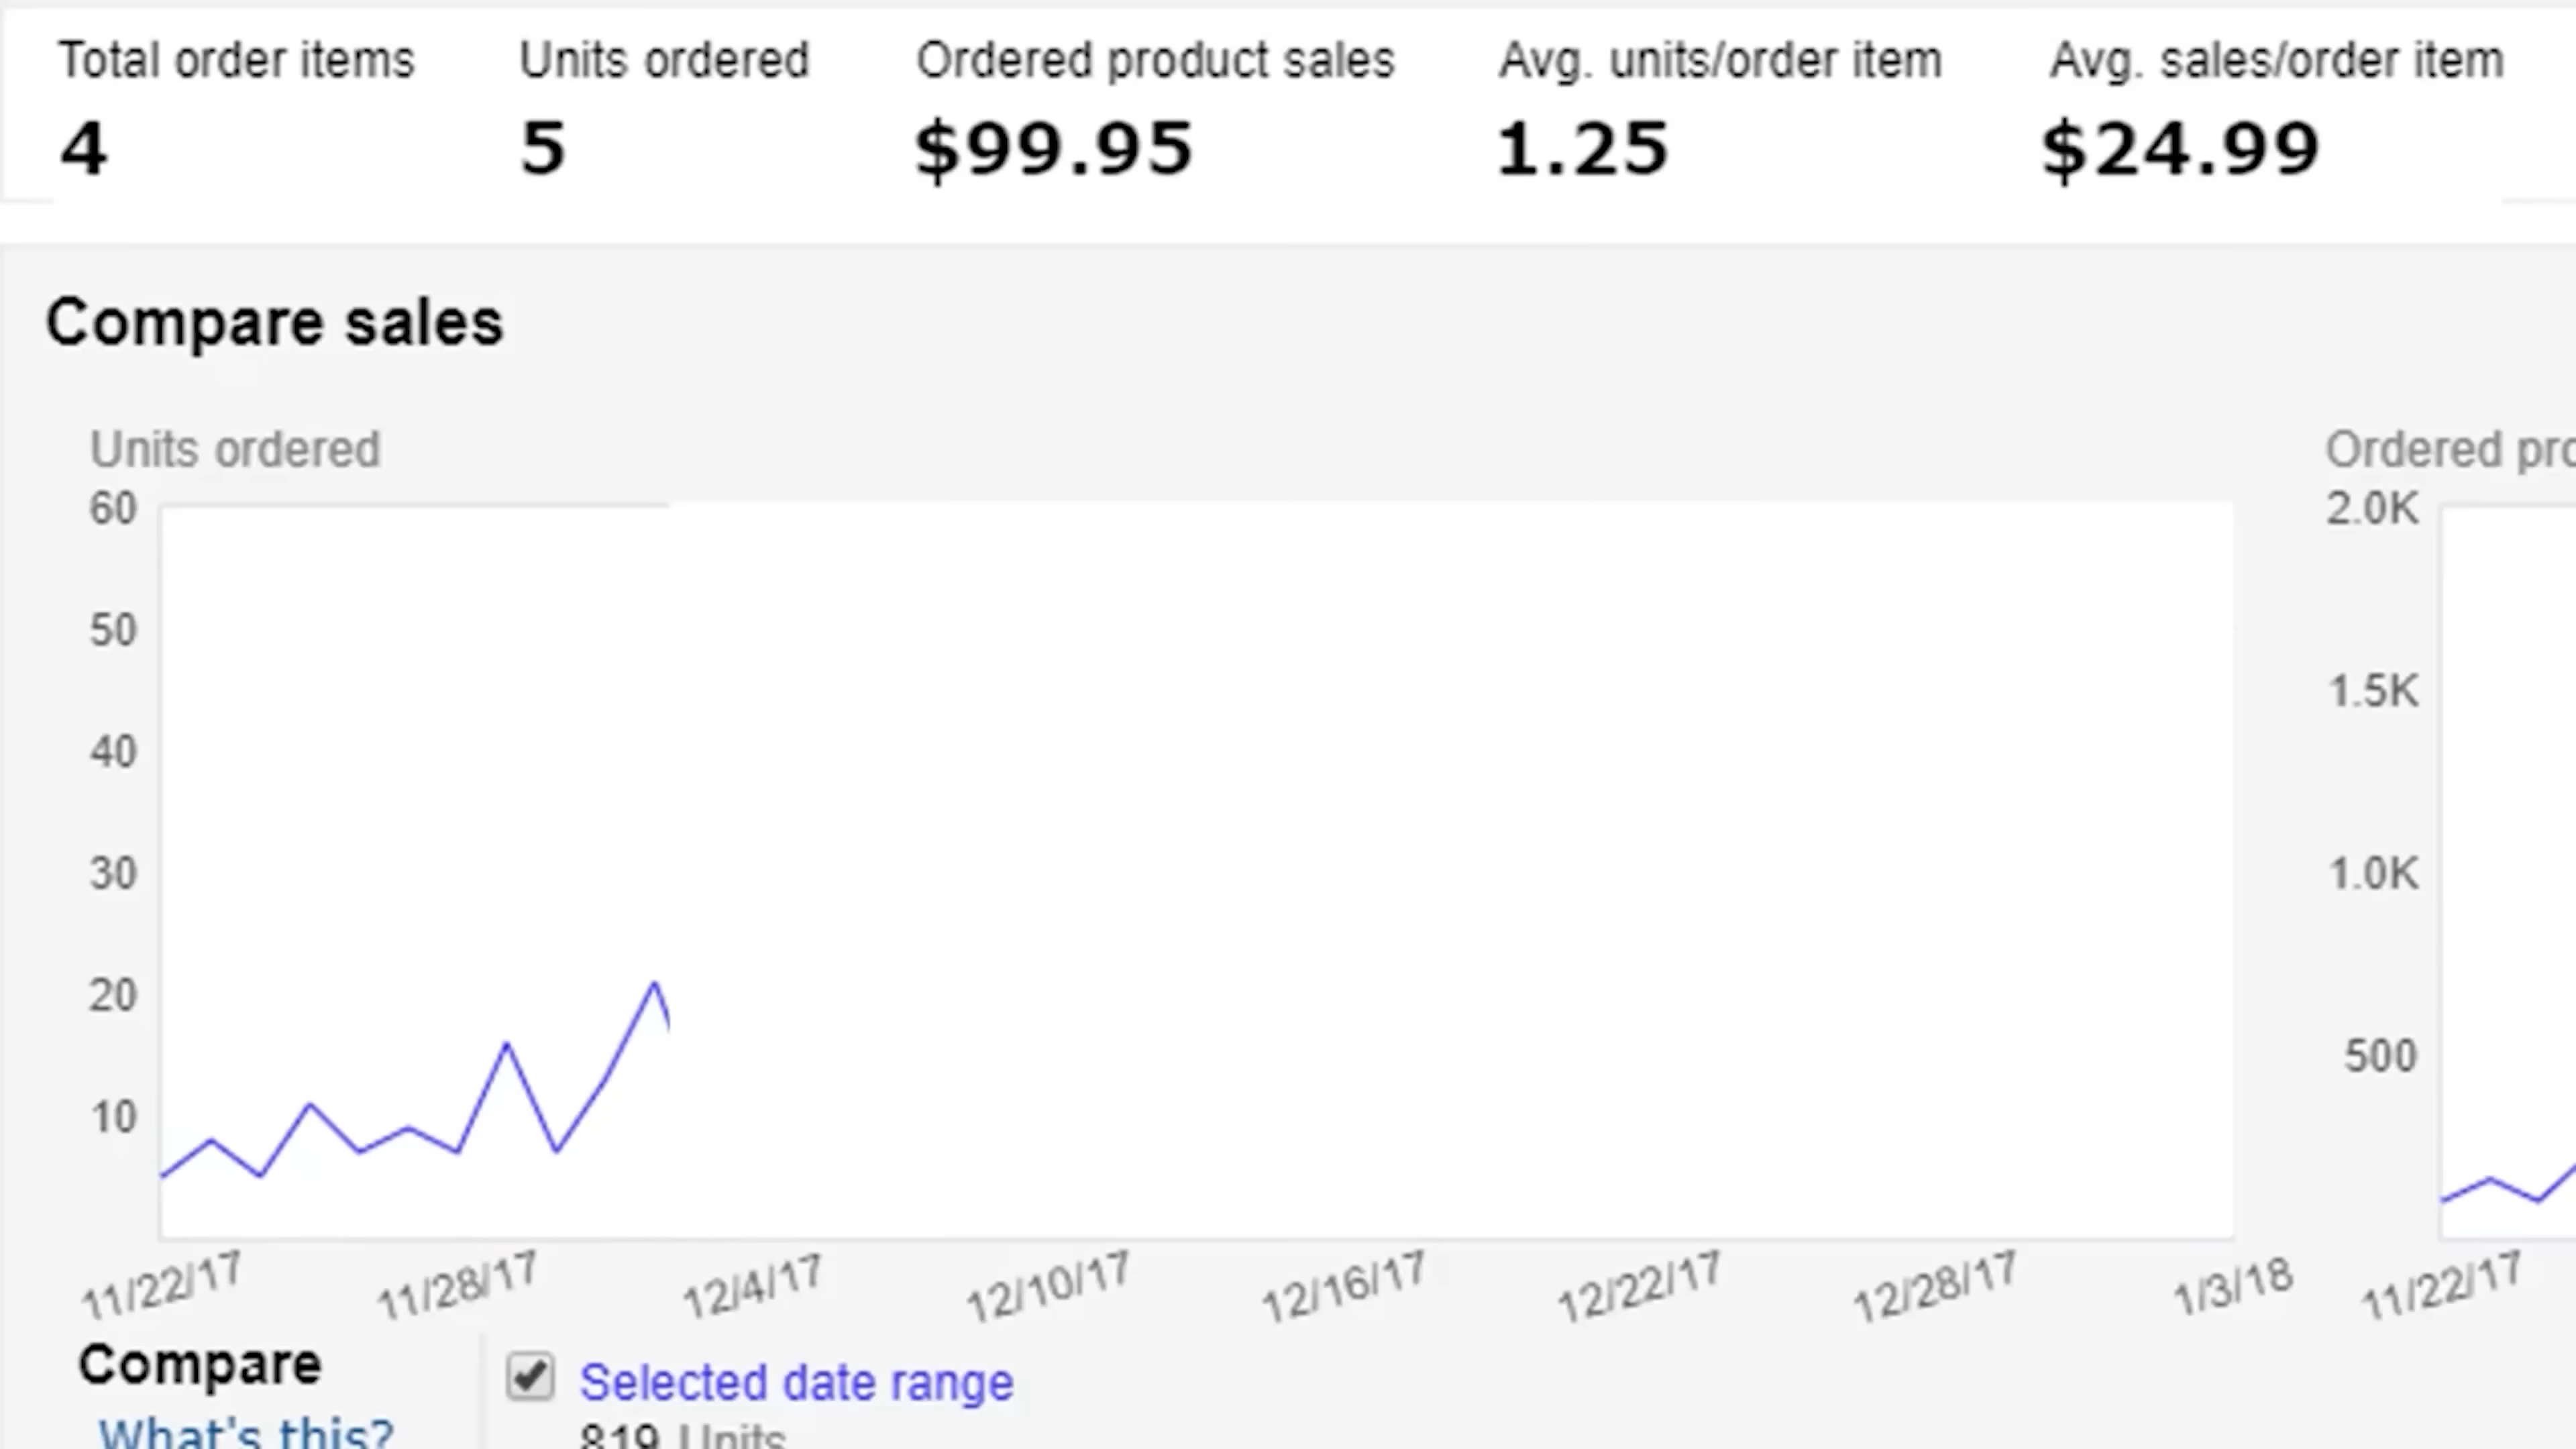 Total order items Units ordered Ordered product sales Avg. units/order item Avg. sales/order item
4 5 $99.95 1.25 $24.99
Compare sales
Units ordered Ordered
60 2.0K
50
1.5K
40
30 1.0K
20
500
10
11/22/17 11/28/17 12/4/17 12/10/17 12/16/17 12/22/17 12/28/17 1/3/18 11/22/17
Compare Selected date range
What's this? 819 Units